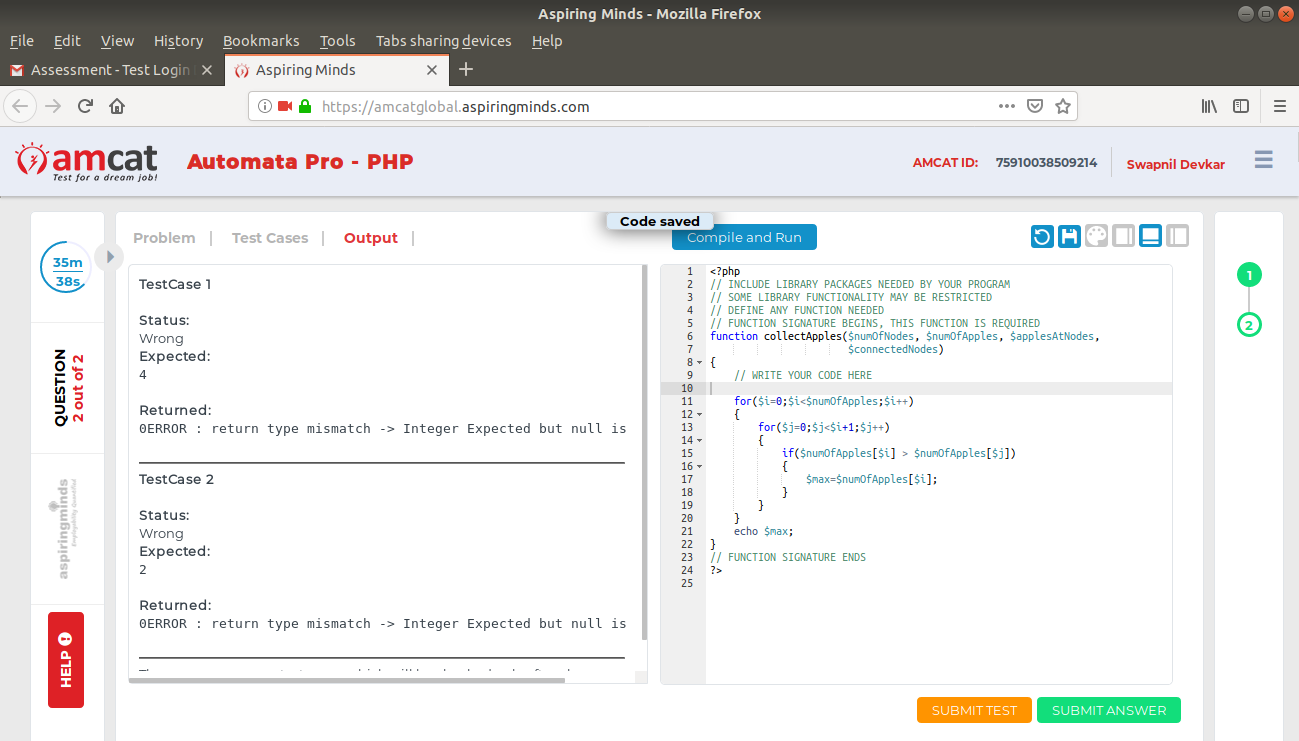 Aspiring Minds - Mozilla Firefox
File Edit View History Bookmarks Tools Tabs sharing devices Help
Assessment - Test Login
Aspiring Minds
https://amcatglobal.aspiringminds.com
amcat
Test for a dream job!
Automata Pro - PHP
AMCAT ID: 75910038509214
Swapnil Devkar
35m
38s
QUESTION
2 out of 2
aspiringminds
Employability Quantified
HELP
Problem | Test Cases | Output |
Code saved
Compile and Run
TestCase 1
Status:
Wrong
Expected:
4
Returned:
0ERROR : return type mismatch -> Integer Expected but null is
TestCase 2
Status:
Wrong
Expected:
2
Returned:
0ERROR : return type mismatch -> Integer Expected but null is
1 <?php
2 // INCLUDE LIBRARY PACKAGES NEEDED BY YOUR PROGRAM
3 // SOME LIBRARY FUNCTIONALITY MAY BE RESTRICTED
4 // DEFINE ANY FUNCTION NEEDED
5 // FUNCTION SIGNATURE BEGINS, THIS FUNCTION IS REQUIRED
6 function collectApples($numOfNodes, $numOfApples, $applesAtNodes,
7 $connectedNodes)
8 {
9 // WRITE YOUR CODE HERE
10
11 for($i=0;$i<$numOfApples;$i++)
12 {
13 for($j=0;$j<$i+1;$j++)
14 {
15 if($numOfApples[$i] > $numOfApples[$j])
16 {
17 $max=$numOfApples[$i];
18 }
19 }
20 }
21 echo $max;
22 }
23 // FUNCTION SIGNATURE ENDS
24 ?>
25
1
2
SUBMIT TEST
SUBMIT ANSWER